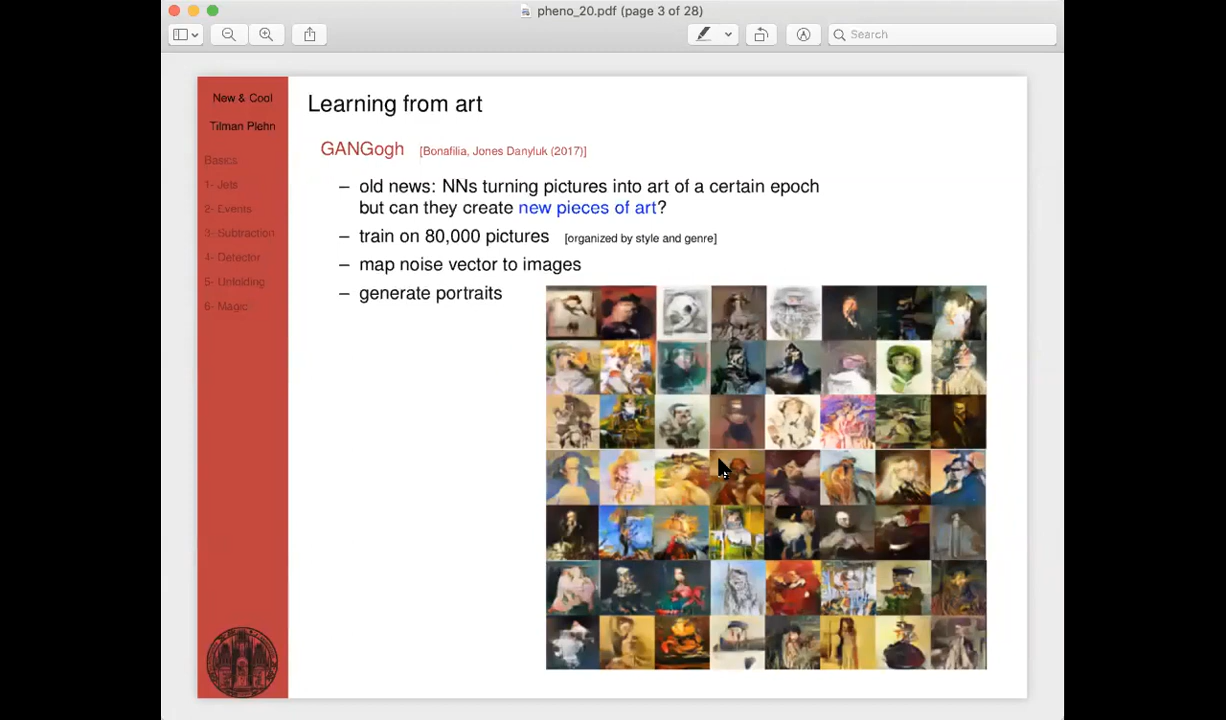 pheno_20.pdf (page 3 of 28)
Search
New & Cool
Tilman Plehn
Basics
1- Jets
2- Events
3- Subtraction
4- Detector
5- Unfolding
6- Magic
Learning from art
GANGogh [Bonafilia, Jones Danyluk (2017)]
– old news: NNs turning pictures into art of a certain epoch
but can they create new pieces of art?
– train on 80,000 pictures [organized by style and genre]
– map noise vector to images
– generate portraits